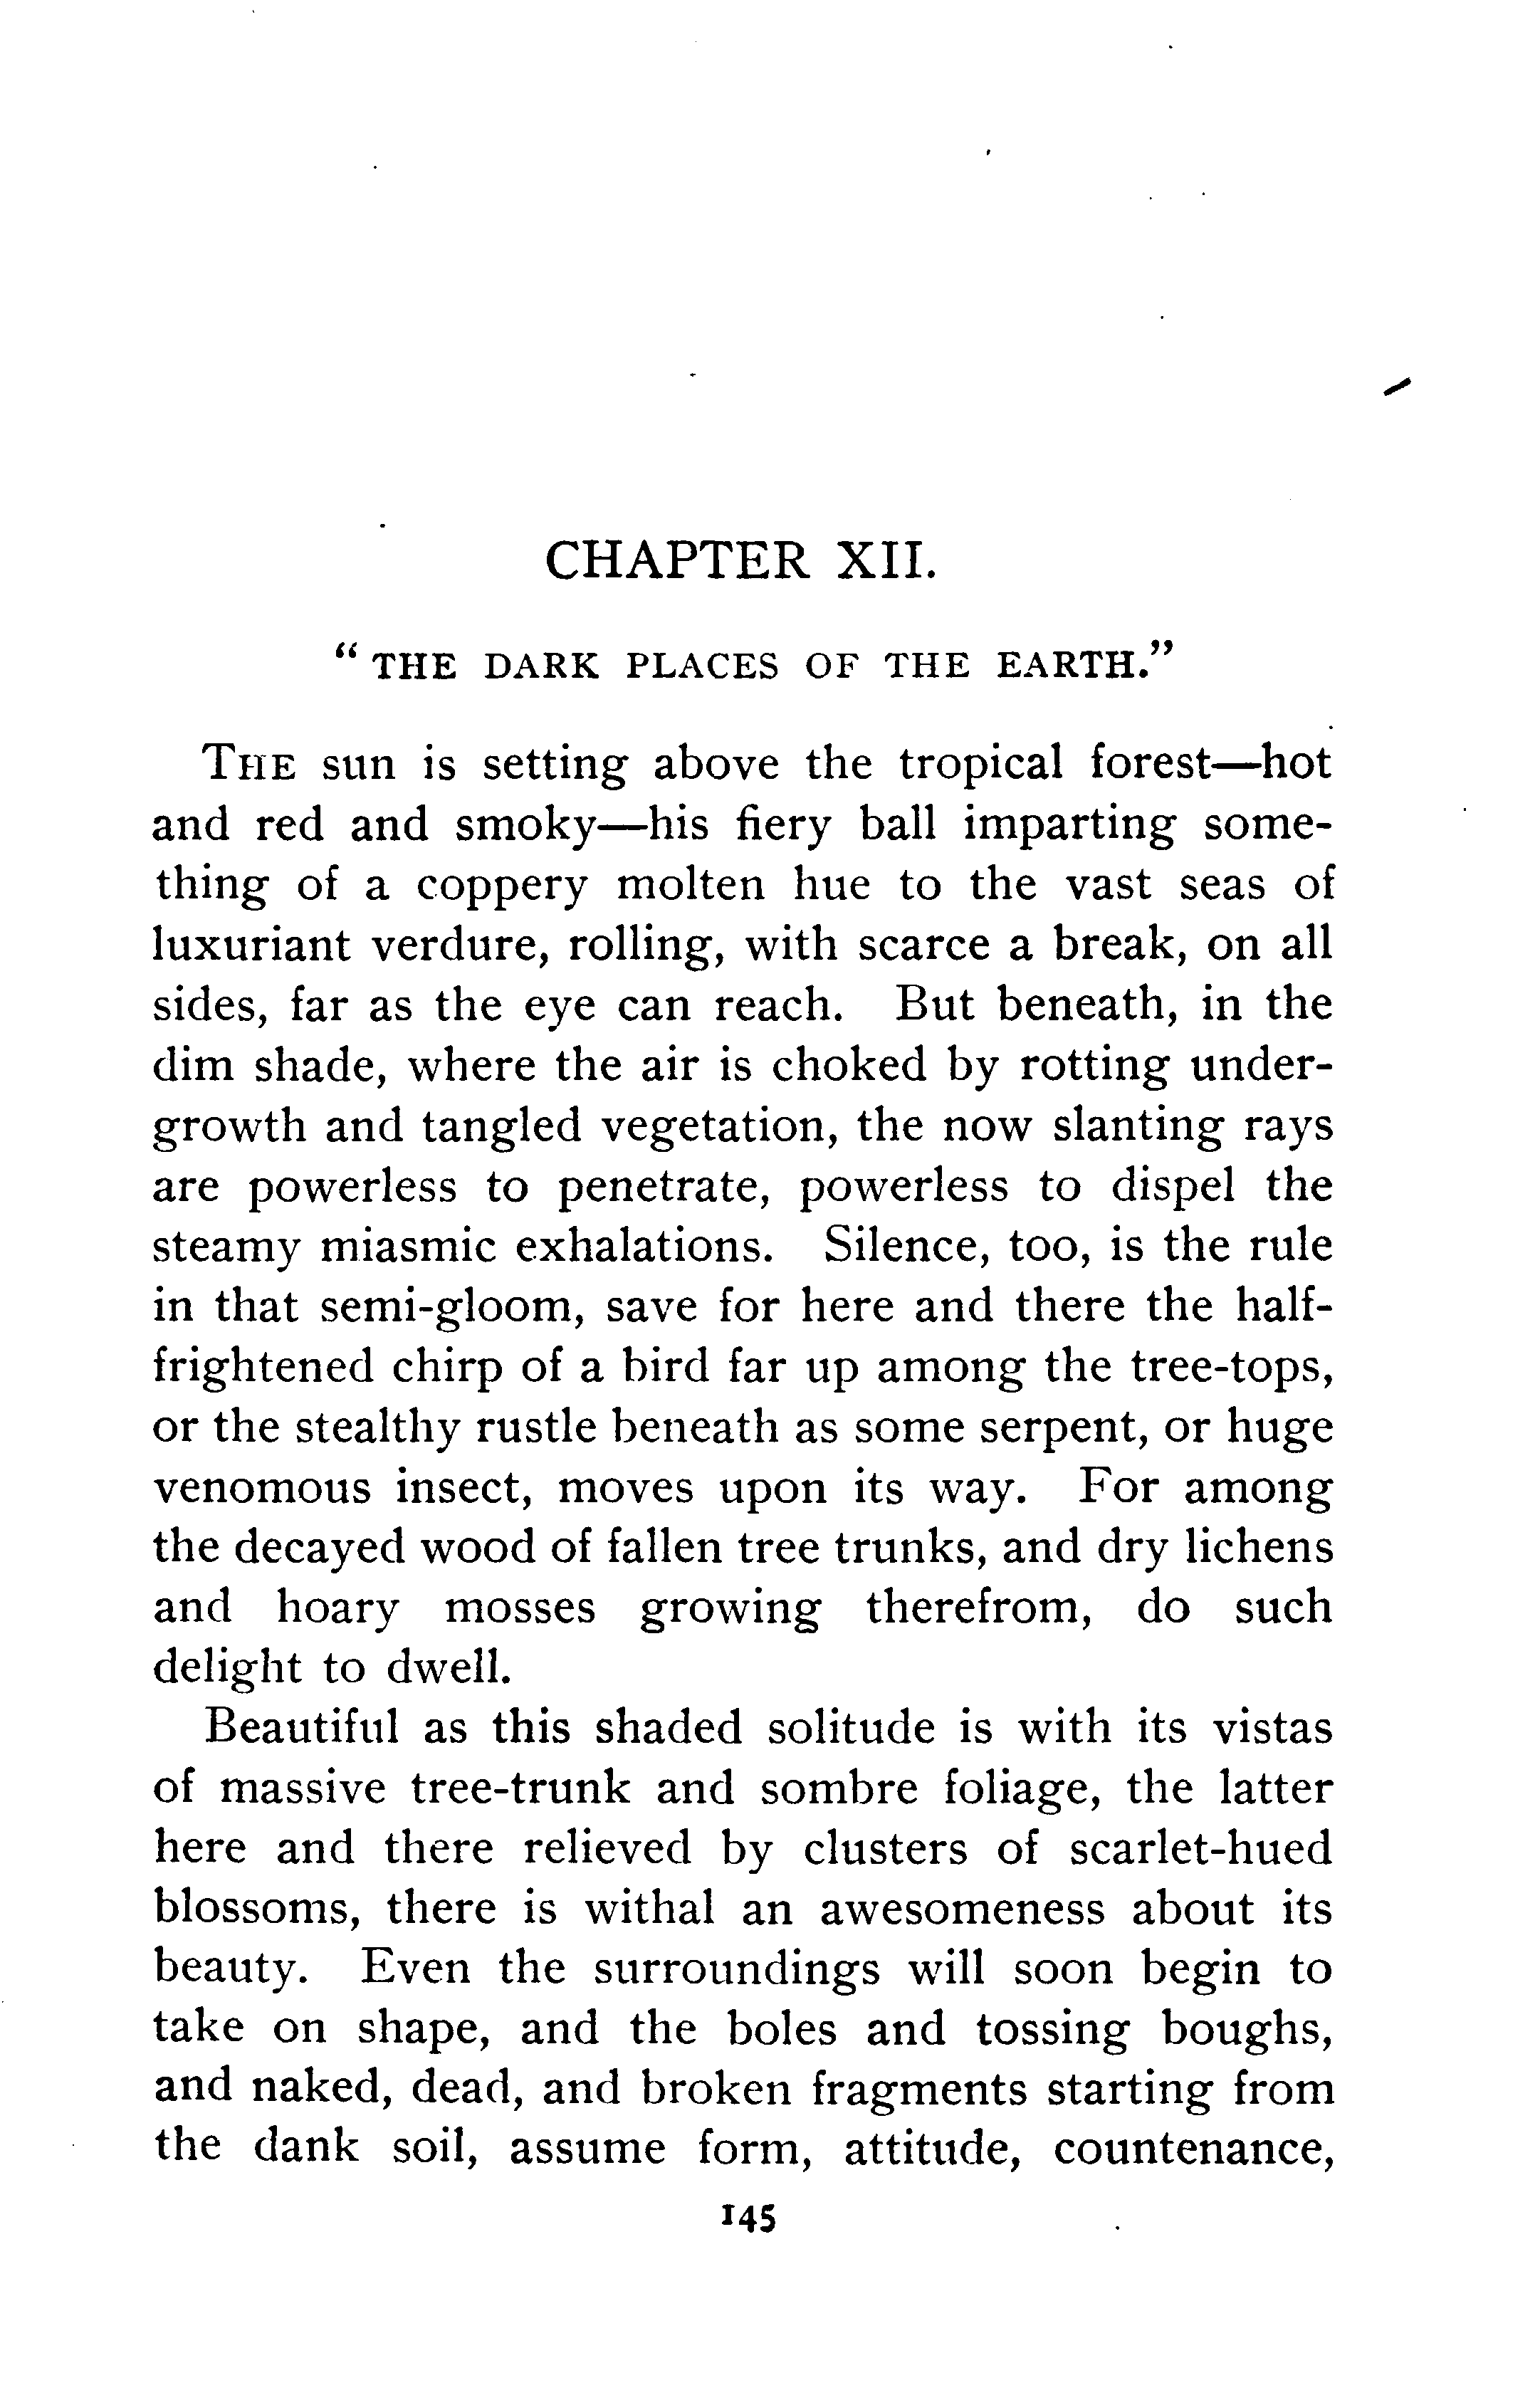 CHAPTER XII.
“ THE DARK PLACES OF THE EARTH.”
THE sun is setting above the tropical forest—hot
and red and smoky—his fiery ball imparting some-
thing of a coppery molten hue to the vast seas of
luxuriant verdure, rolling, with scarce a break, on all
sides, far as the eye can reach. But beneath, in the
dim shade, where the air is choked by rotting under-
growth and tangled vegetation, the now slanting rays
are powerless to penetrate, powerless to dispel the
steamy miasmic exhalations. Silence, too, is the rule
in that semi-gloom, save for here and there the half-
frightened chirp of a bird far up among the tree-tops,
or the stealthy rustle beneath as some serpent, or huge
venomous insect, moves upon its way. For among
the decayed wood of fallen tree trunks, and dry lichens
and hoary mosses growing therefrom, do such
delight to dwell.
Beautiful as this shaded solitude is with its vistas
of massive tree-trunk and sombre foliage, the latter
here and there relieved by clusters of scarlet-hued
blossoms, there is withal an awesomeness about its
beauty. Even the surroundings will soon begin to
take on shape, and the boles and tossing boughs,
and naked, dead, and broken fragments starting from
the dank soil, assume form, attitude, countenance,
145